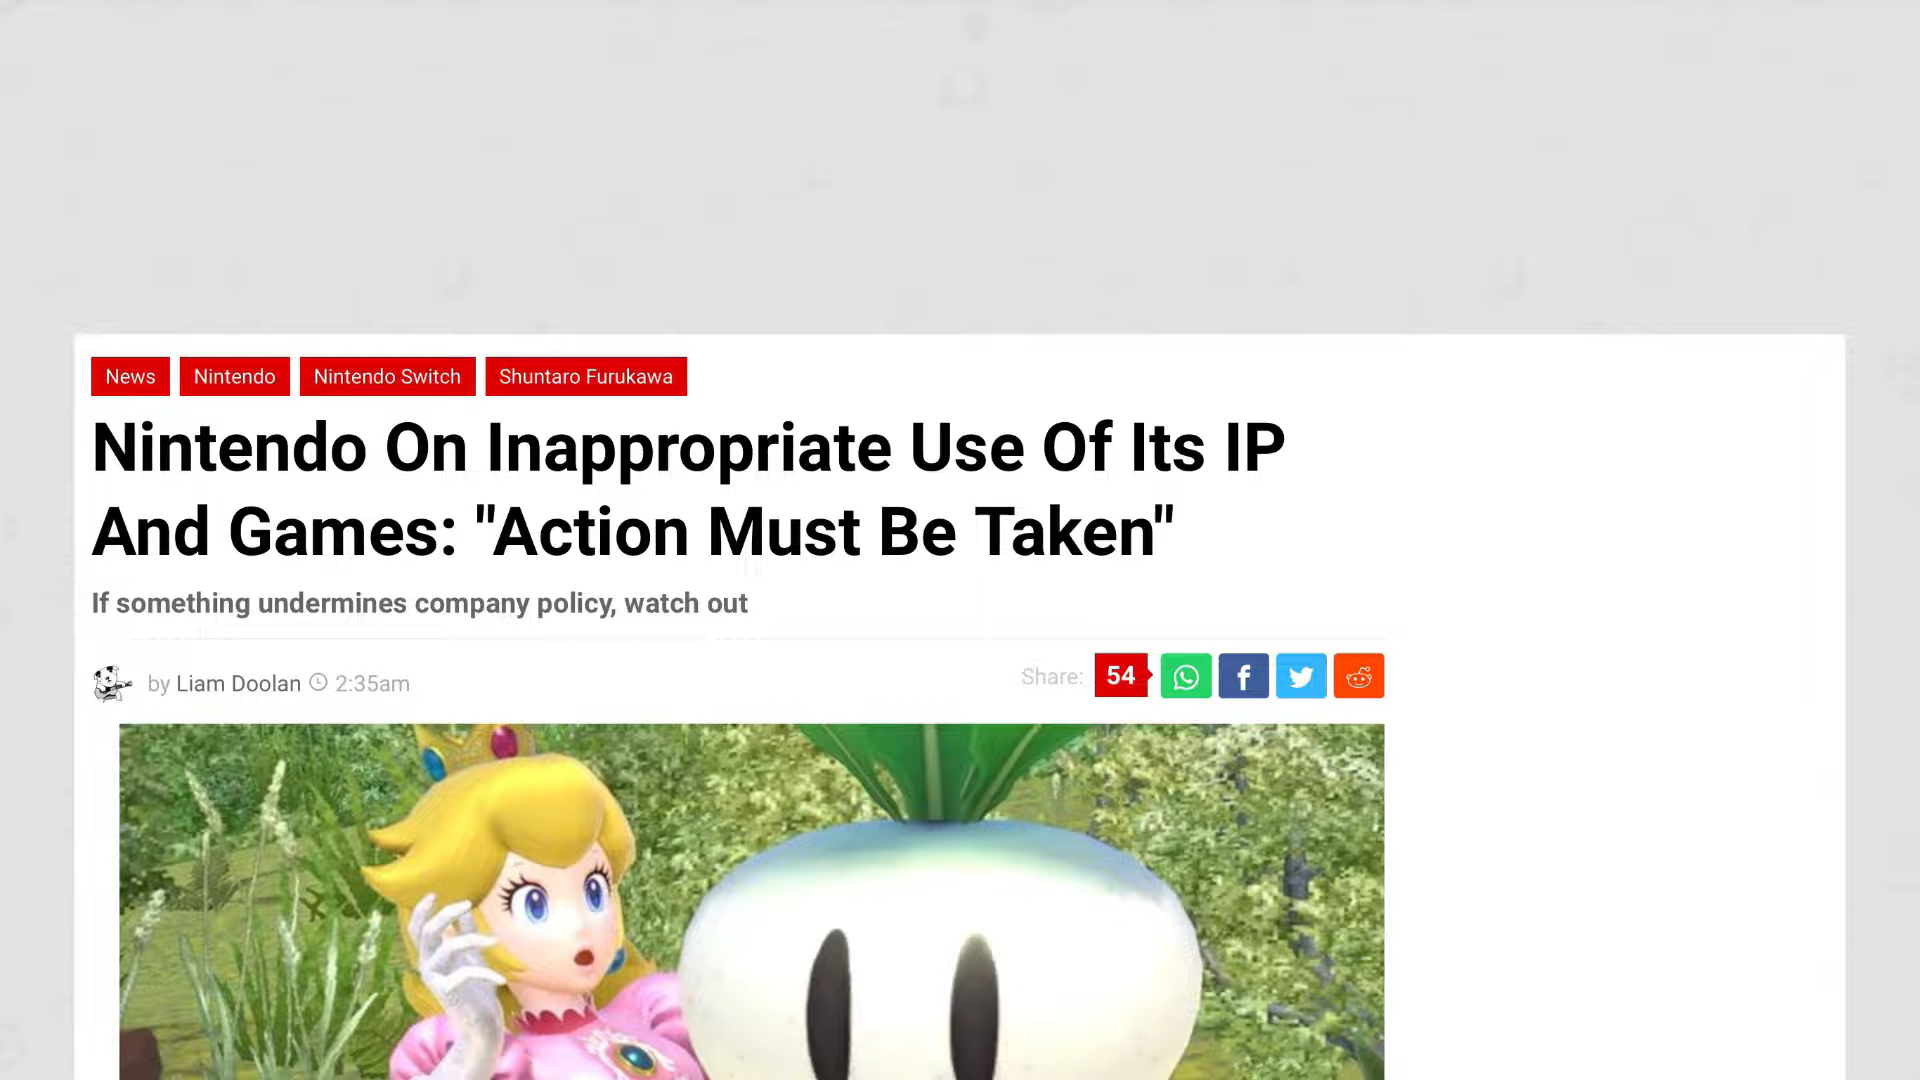 News Nintendo Nintendo Switch Shuntaro Furukawa
Nintendo On Inappropriate Use Of Its IP
And Games: "Action Must Be Taken"
If something undermines company policy, watch out
by Liam Doolan 2:35am
Share: 54